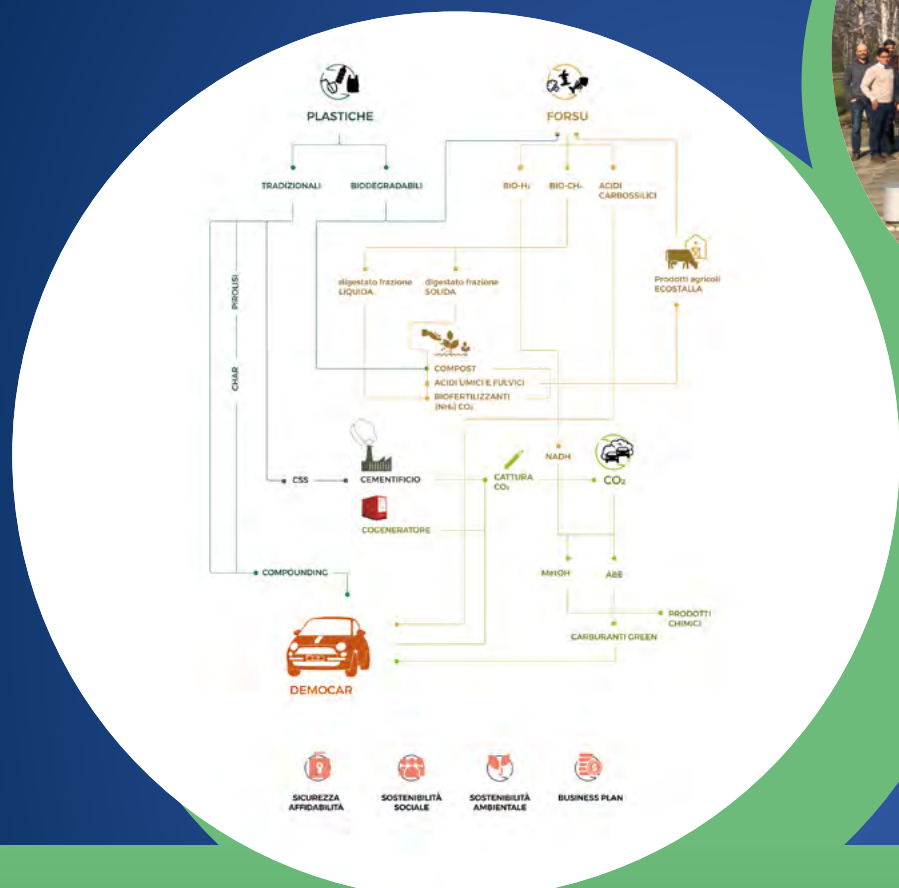 PLASTICHE
FORSU
TRADIZIONALI
BIODEGRADABILI
BIO-H₂
BIO-CH₄
ACIDI
CARBOSSILICI
PIROLISI
CHAR
digestato frazione
LIQUIDA
digestato frazione
SOLIDA
Prodotti agricoli
ECOSTALLA
COMPOST
ACIDI UMICI E FULVICI
BIOFERTILIZZANTI
(NH₄) CO₂
CSS
CEMENTIFICIO
CATTURA
CO₂
NADH
CO₂
COGENERATORE
COMPOUNDING
MetOH
ABE
PRODOTTI
CHIMICI
CARBURANTI GREEN
DEMOCAR
SICUREZZA
AFFIDABILITÀ
SOSTENIBILITÀ
SOCIALE
SOSTENIBILITÀ
AMBIENTALE
BUSINESS PLAN